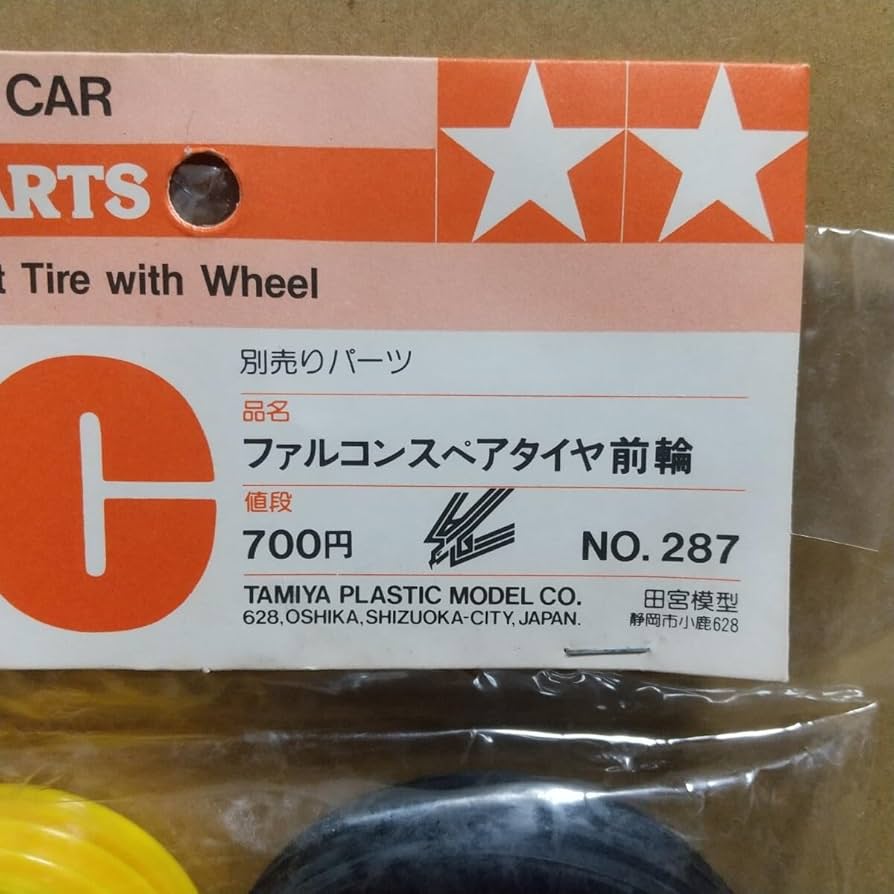 CAR
ARTS
t Tire with Wheel
C
別売りパーツ
品名
ファルコンスペアタイヤ前輪
値段
700円
NO. 287
TAMIYA PLASTIC MODEL CO.
628, OSHIKA, SHIZUOKA-CITY, JAPAN.
田宮模型
静岡市小鹿628